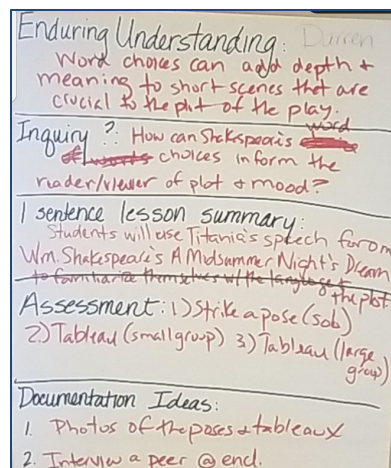 Enduring Understanding: Darren
Word choices can add depth +
meaning to short scenes that are
crucial to the plot of the play.
Inquiry ?: How can Shakespeare's word
choices inform the
reader/viewer of plot + mood?
1 sentence lesson summary:
Students will use Titania's speech from
Wm. Shakespeare's A Midsummer Night's Dream
to familiarize themselves w/ the language &
the plot
Assessment: 1) Strike a pose (solo)
2) Tableau (small group) 3) Tableau (large
group)
Documentation Ideas:
1. Photos of the poses & tableaux
2. Interview a peer @ end.